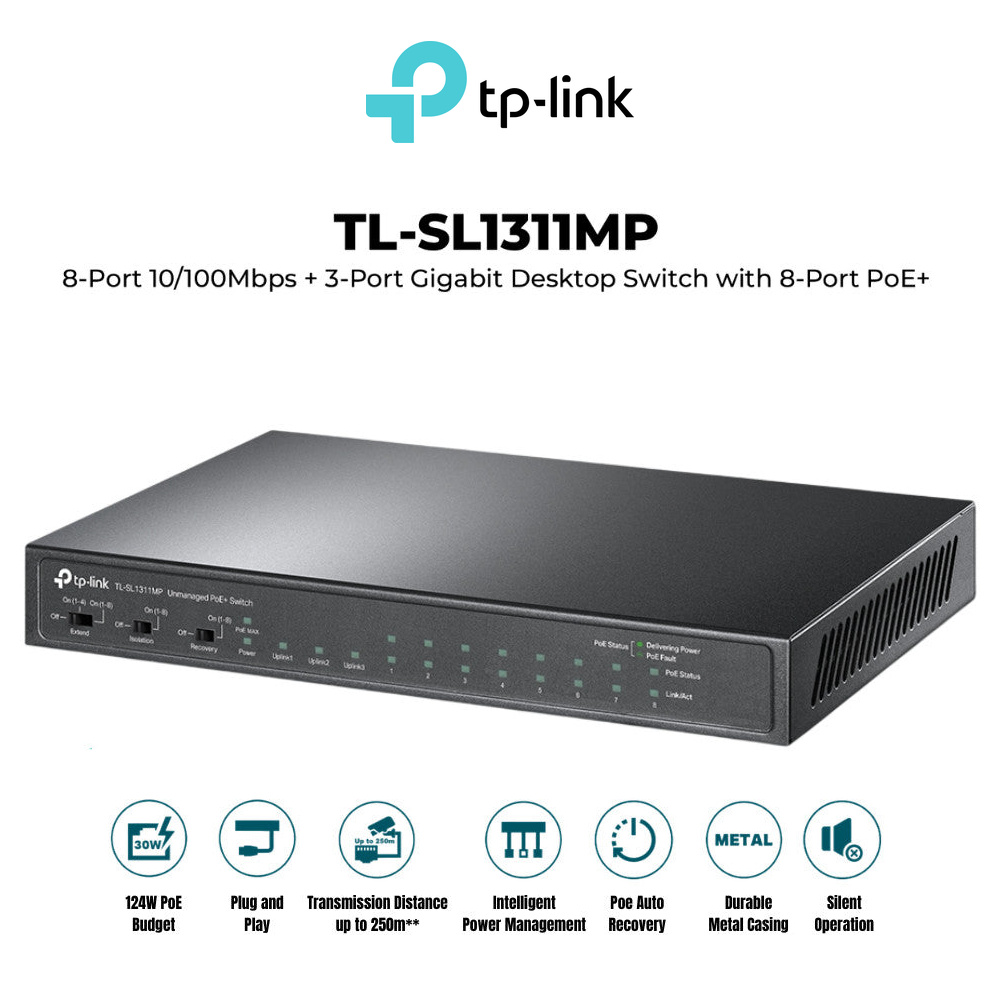 tp-link
TL-SL1311MP
8-Port 10/100Mbps + 3-Port Gigabit Desktop Switch with 8-Port PoE+
tp-link TL-SL1311MP Unmanaged PoE+ Switch
On (1-4) On (1-8)
Off
Extend
On (1-8)
Off
Isolation
On (1-8)
Off
Recovery
PoE MAX
Power
Uplink1
Uplink2
Uplink3
1
2
3
4
5
6
7
8
PoE Status
Delivering Power
PoE Fault
PoE Status
Link/Act
30W
Up to 250m
METAL
124W PoE
Budget
Plug and
Play
Transmission Distance
up to 250m**
Intelligent
Power Management
Poe Auto
Recovery
Durable
Metal Casing
Silent
Operation